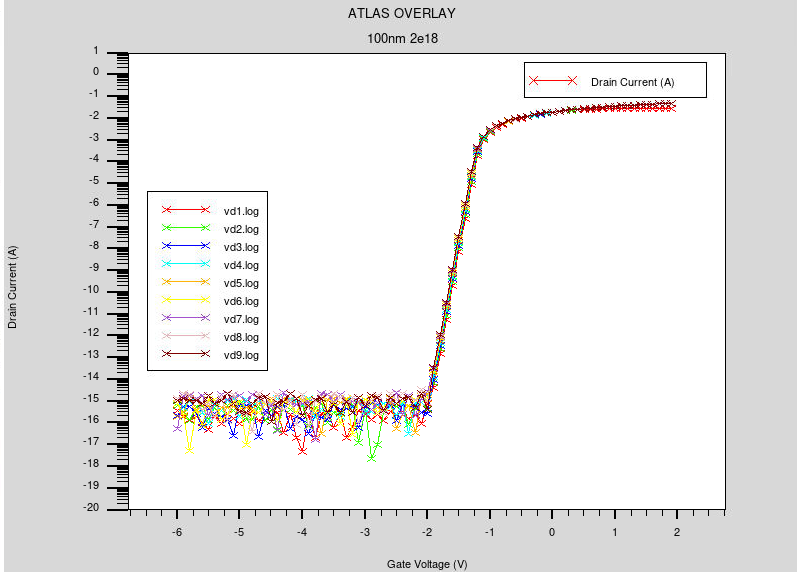 ATLAS OVERLAY
100nm 2e18
Drain Current (A)
1
0
-1
-2
-3
-4
-5
-6
-7
-8
-9
-10
-11
-12
-13
-14
-15
-16
-17
-18
-19
-20
Drain Current (A)
vd1.log
vd2.log
vd3.log
vd4.log
vd5.log
vd6.log
vd7.log
vd8.log
vd9.log
-6 -5 -4 -3 -2 -1 0 1 2
Gate Voltage (V)